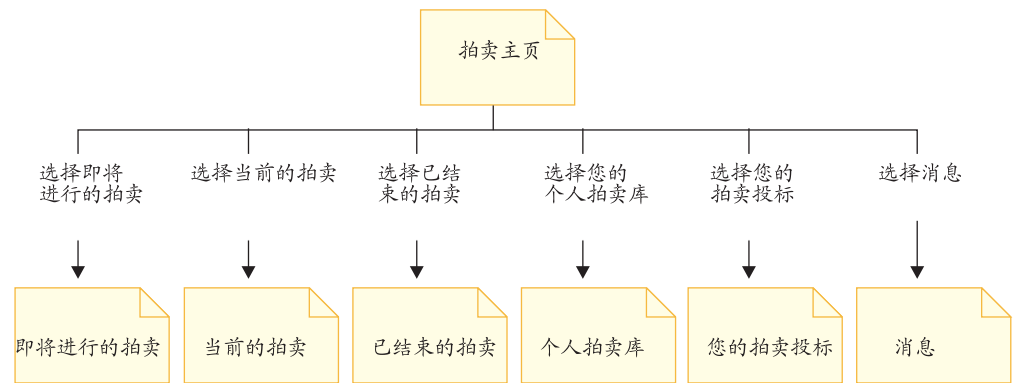 拍卖主页
选择即将
进行的拍卖
选择当前的拍卖
选择已结
束的拍卖
选择您的
个人拍卖库
选择您的
拍卖投标
选择消息
即将进行的拍卖
当前的拍卖
已结束的拍卖
个人拍卖库
您的拍卖投标
消息